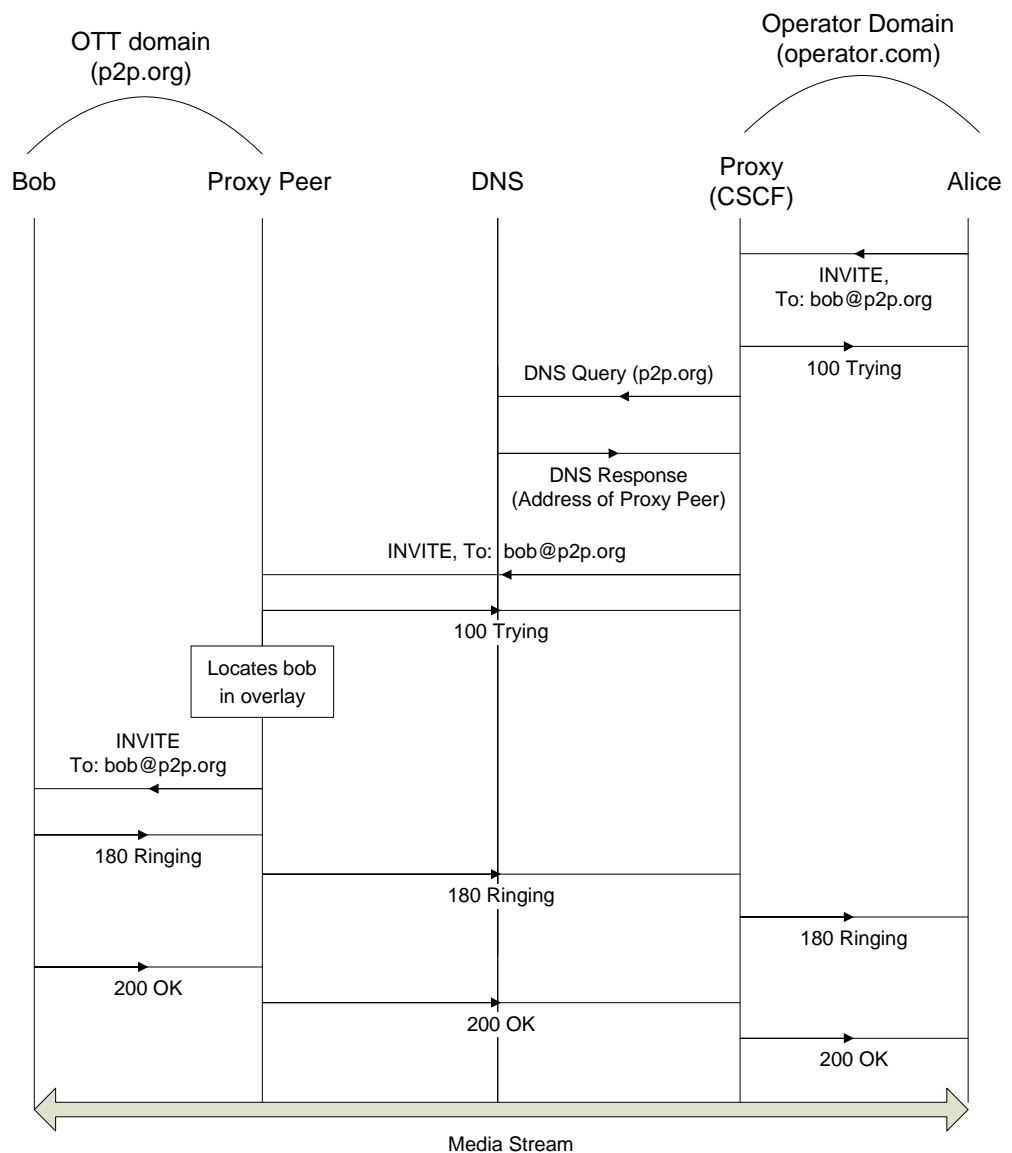 OTT domain
(p2p.org)
Operator Domain
(operator.com)
Bob
Proxy Peer
DNS
Proxy
(CSCF)
Alice
INVITE,
To: bob@p2p.org
100 Trying
DNS Query (p2p.org)
DNS Response
(Address of Proxy Peer)
INVITE, To: bob@p2p.org
100 Trying
Locates bob
in overlay
INVITE
To: bob@p2p.org
180 Ringing
180 Ringing
180 Ringing
200 OK
200 OK
200 OK
Media Stream